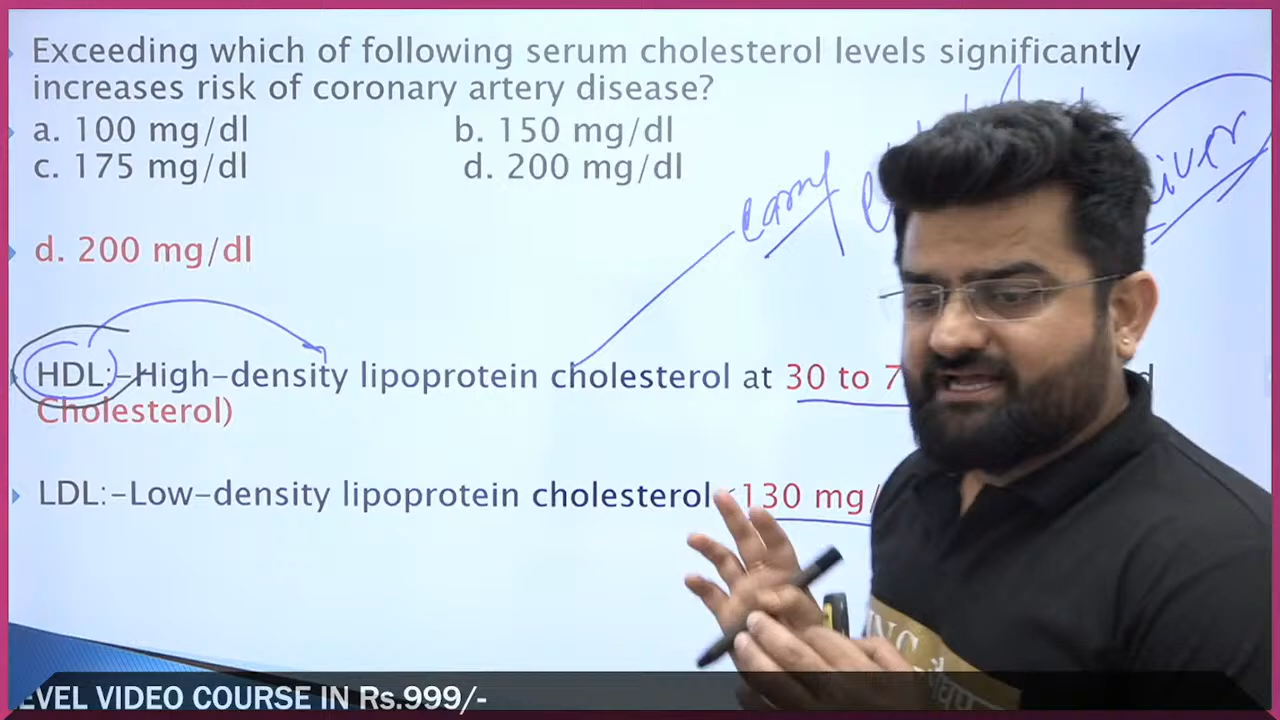 Exceeding which of following serum cholesterol levels significantly
increases risk of coronary artery disease?
a. 100 mg/dl b. 150 mg/dl
c. 175 mg/dl d. 200 mg/dl
carry
liver
d. 200 mg/dl
HDL:-High-density lipoprotein cholesterol at 30 to 7
Cholesterol)
LDL:-Low-density lipoprotein cholesterol <130 mg/
EVEL VIDEO COURSE IN Rs.999/-